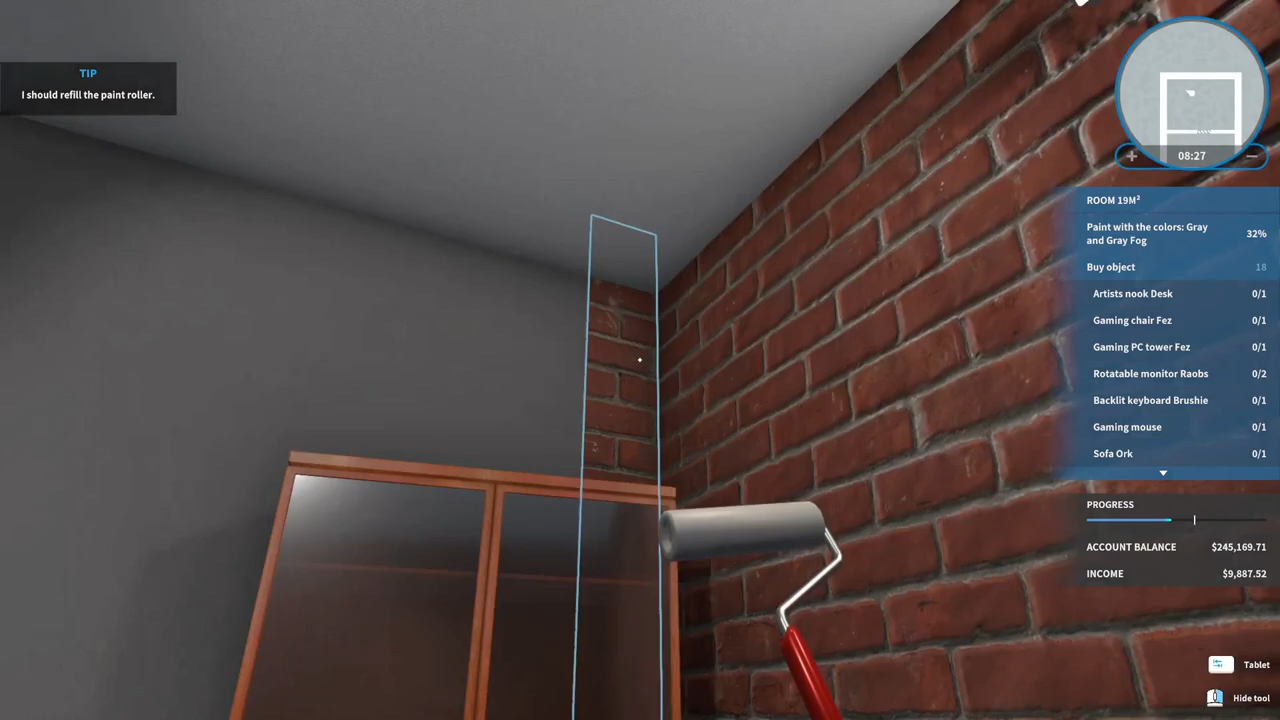 TIP
I should refill the paint roller.
08:27
ROOM 19M²
Paint with the colors: Gray
and Gray Fog
32%
Buy object 18
Artists nook Desk 0/1
Gaming chair Fez 0/1
Gaming PC tower Fez 0/1
Rotatable monitor Raobs 0/2
Backlit keyboard Brushie 0/1
Gaming mouse 0/1
Sofa Ork 0/1
PROGRESS
ACCOUNT BALANCE $245,169.71
INCOME $9,887.52
Tablet
Hide tool